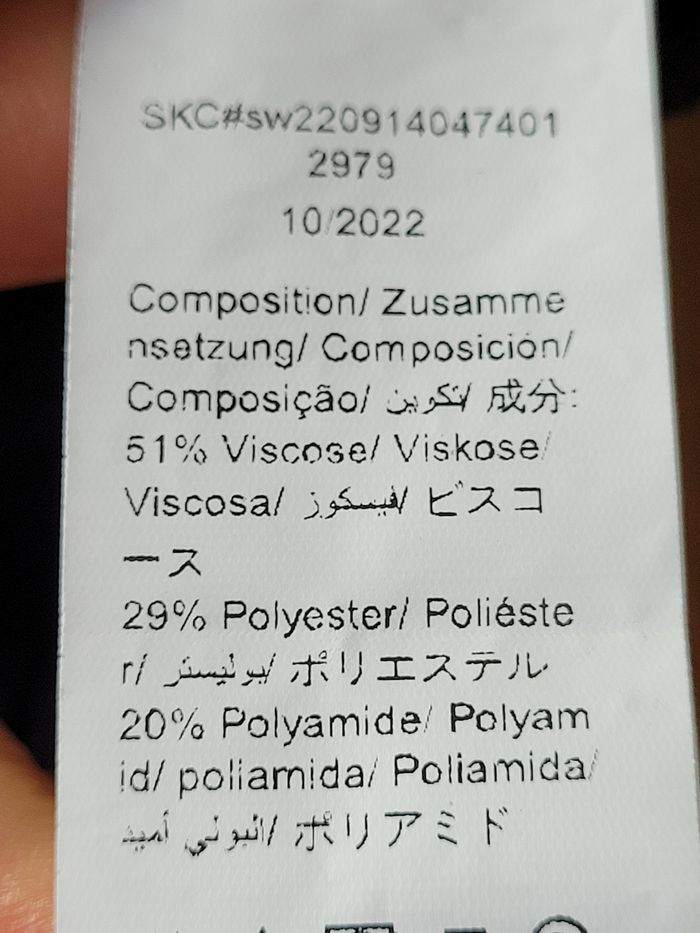 SKC#sw220914047401
2979
10/2022
Composition/ Zusamme
nsetzung/ Composición/
Composição/ تكوين/ 成分:
51% Viscose/ Viskose/
Viscosa/ فيسكوز/ ビスコ
ース
29% Polyester/ Poliéste
r/ بوليستر/ ポリエステル
20% Polyamide/ Polyam
id/ poliamida/ Poliamida/
البولي أميد/ ポリアミド